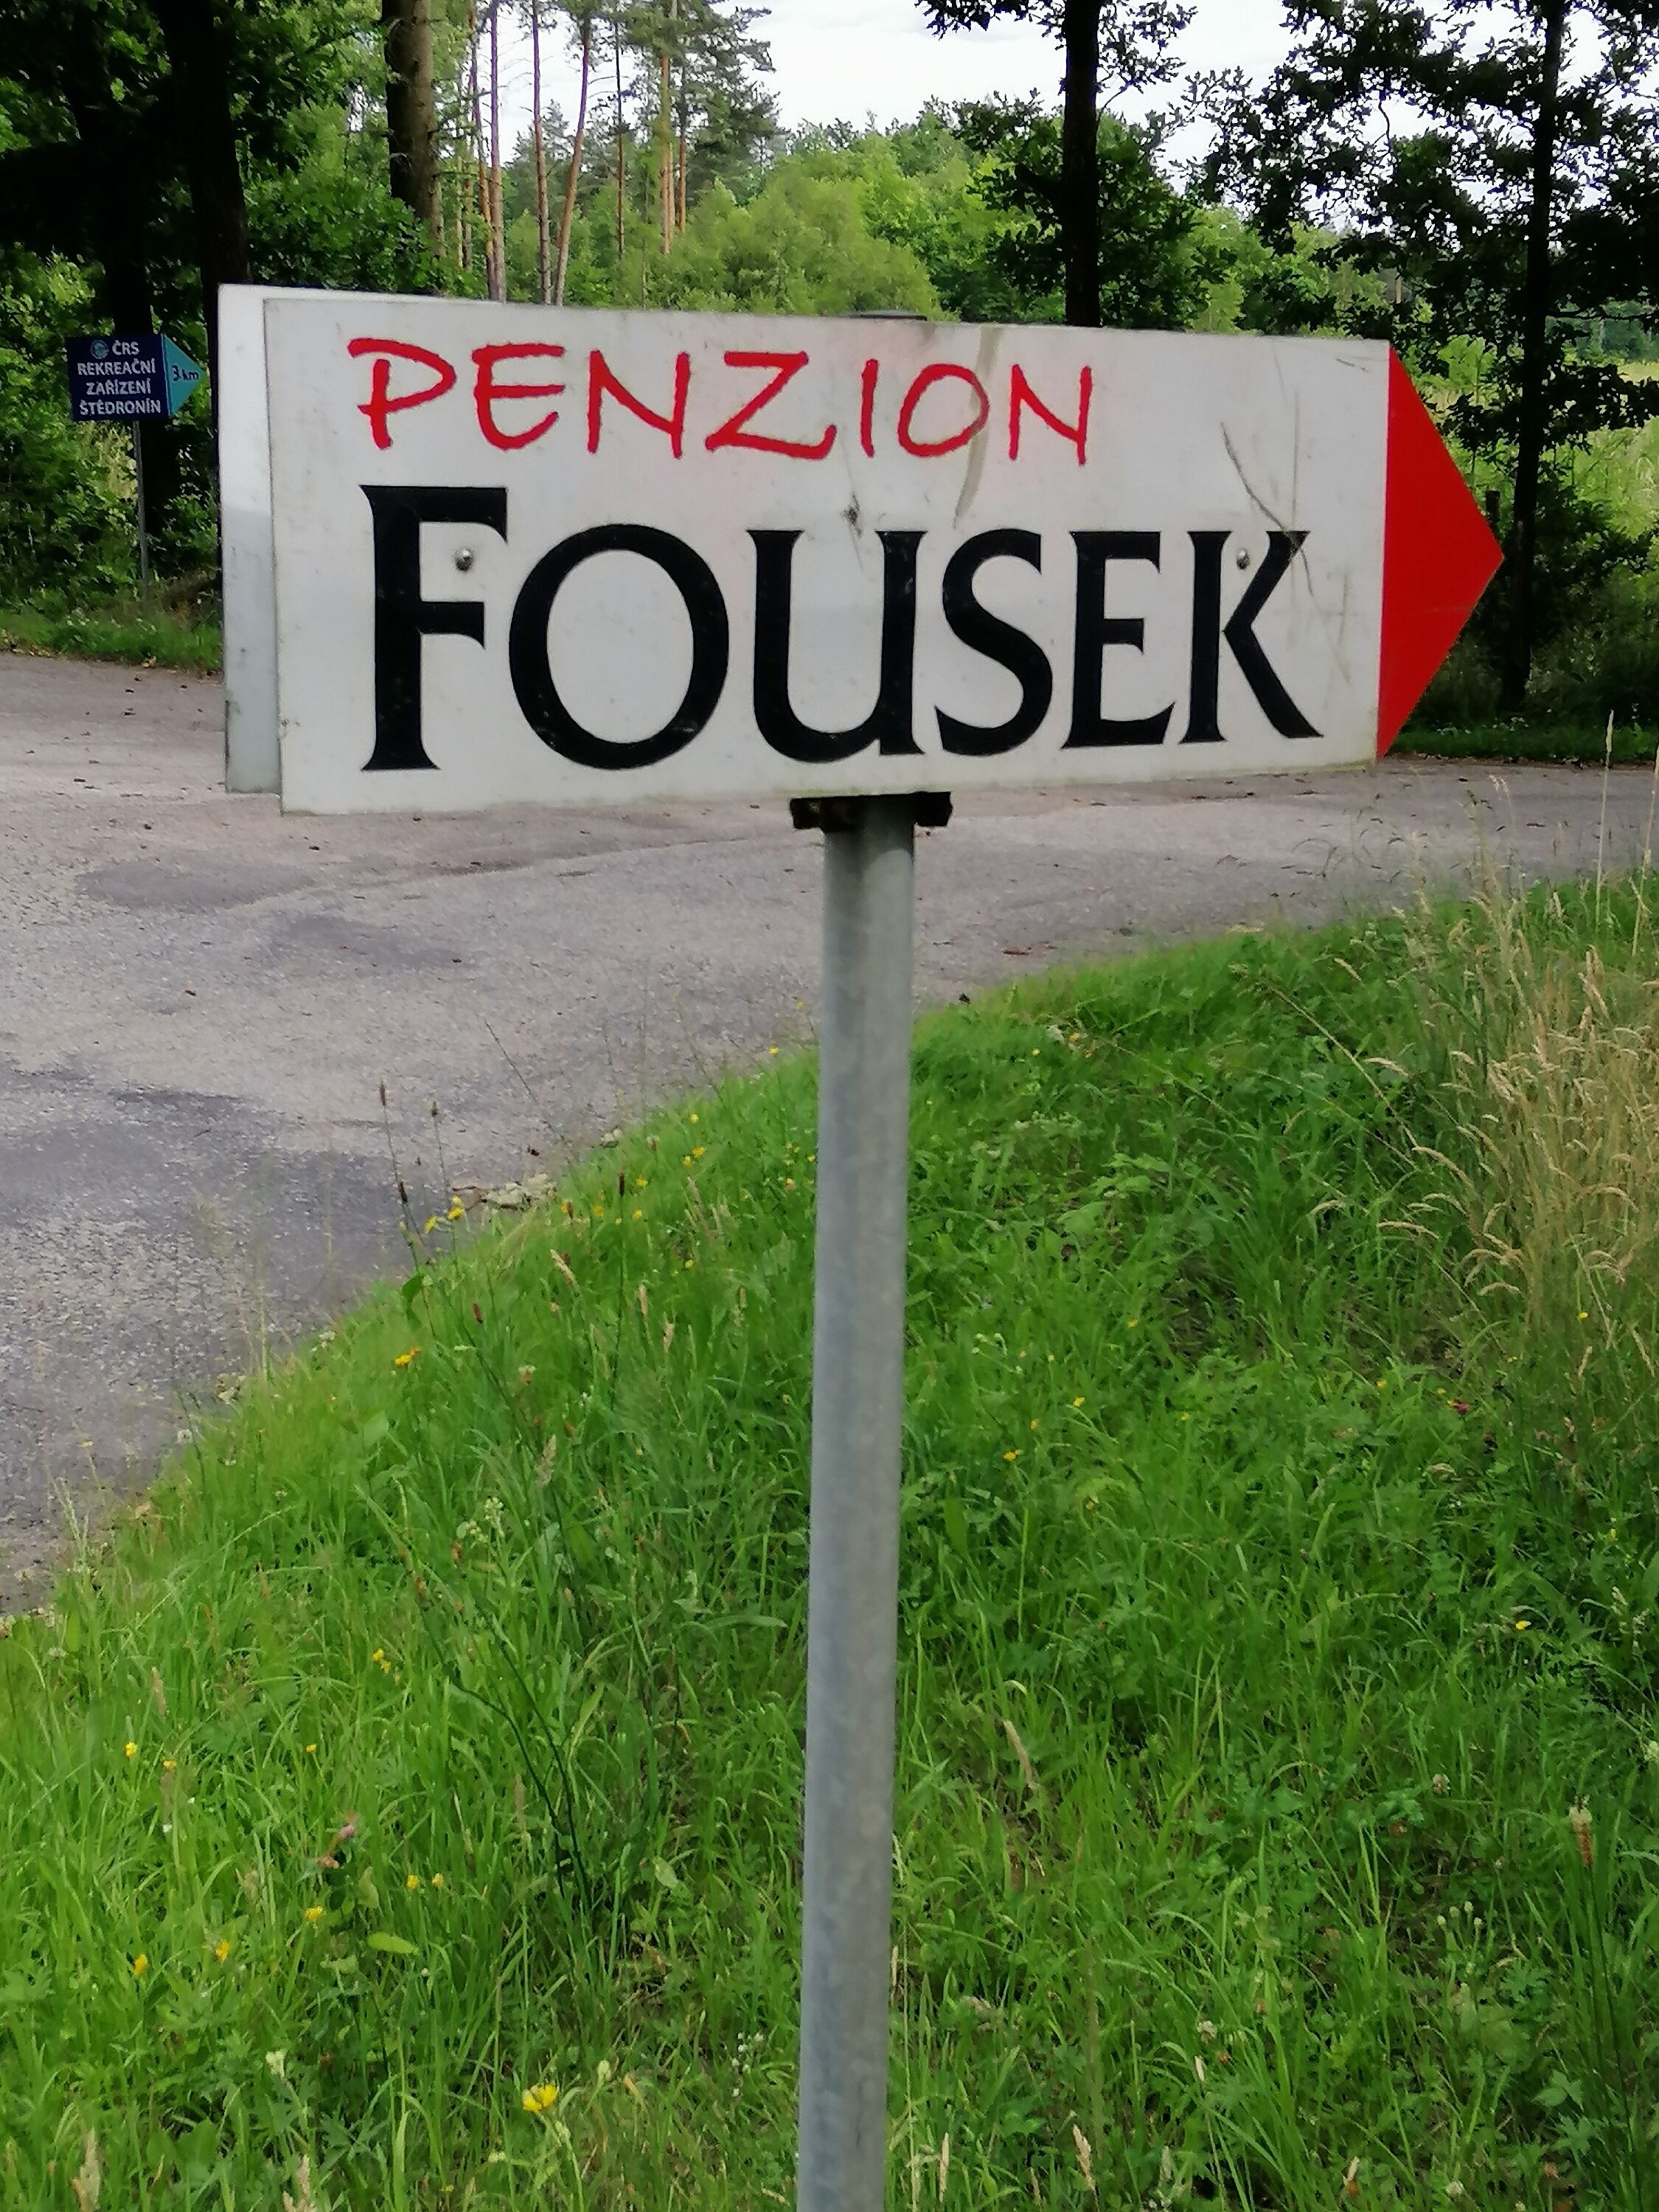 PENZION
FOUSEK
ČRS
REKREAČNÍ
ZAŘÍZENÍ
ŠTĚDRONÍN
3 km